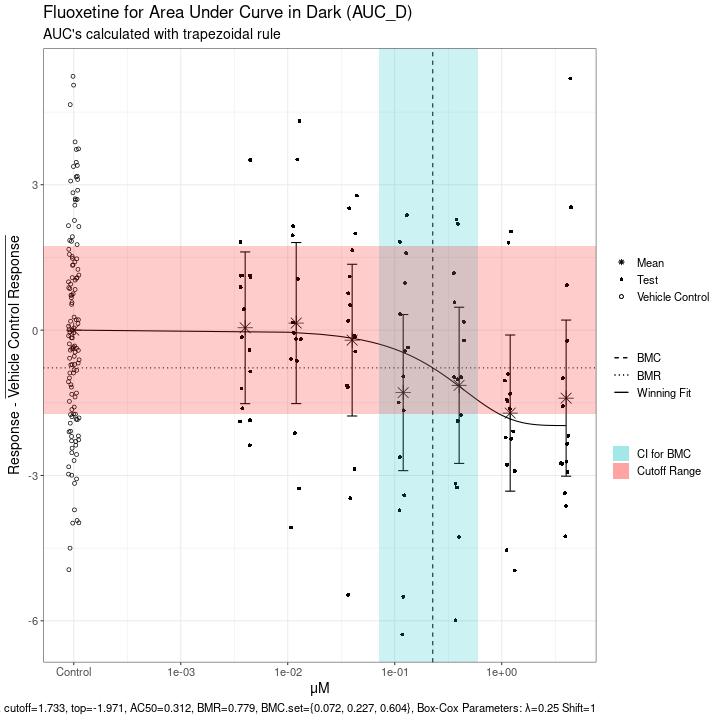 Fluoxetine for Area Under Curve in Dark (AUC_D)
AUC's calculated with trapezoidal rule
Response - Vehicle Control Response
3
0
-3
-6
Control
1e-03
1e-02
1e-01
1e+00
µM
Mean
Test
Vehicle Control
BMC
BMR
Winning Fit
CI for BMC
Cutoff Range
cutoff=1.733, top=-1.971, AC50=0.312, BMR=0.779, BMC.set={0.072, 0.227, 0.604}, Box-Cox Parameters: λ=0.25 Shift=1